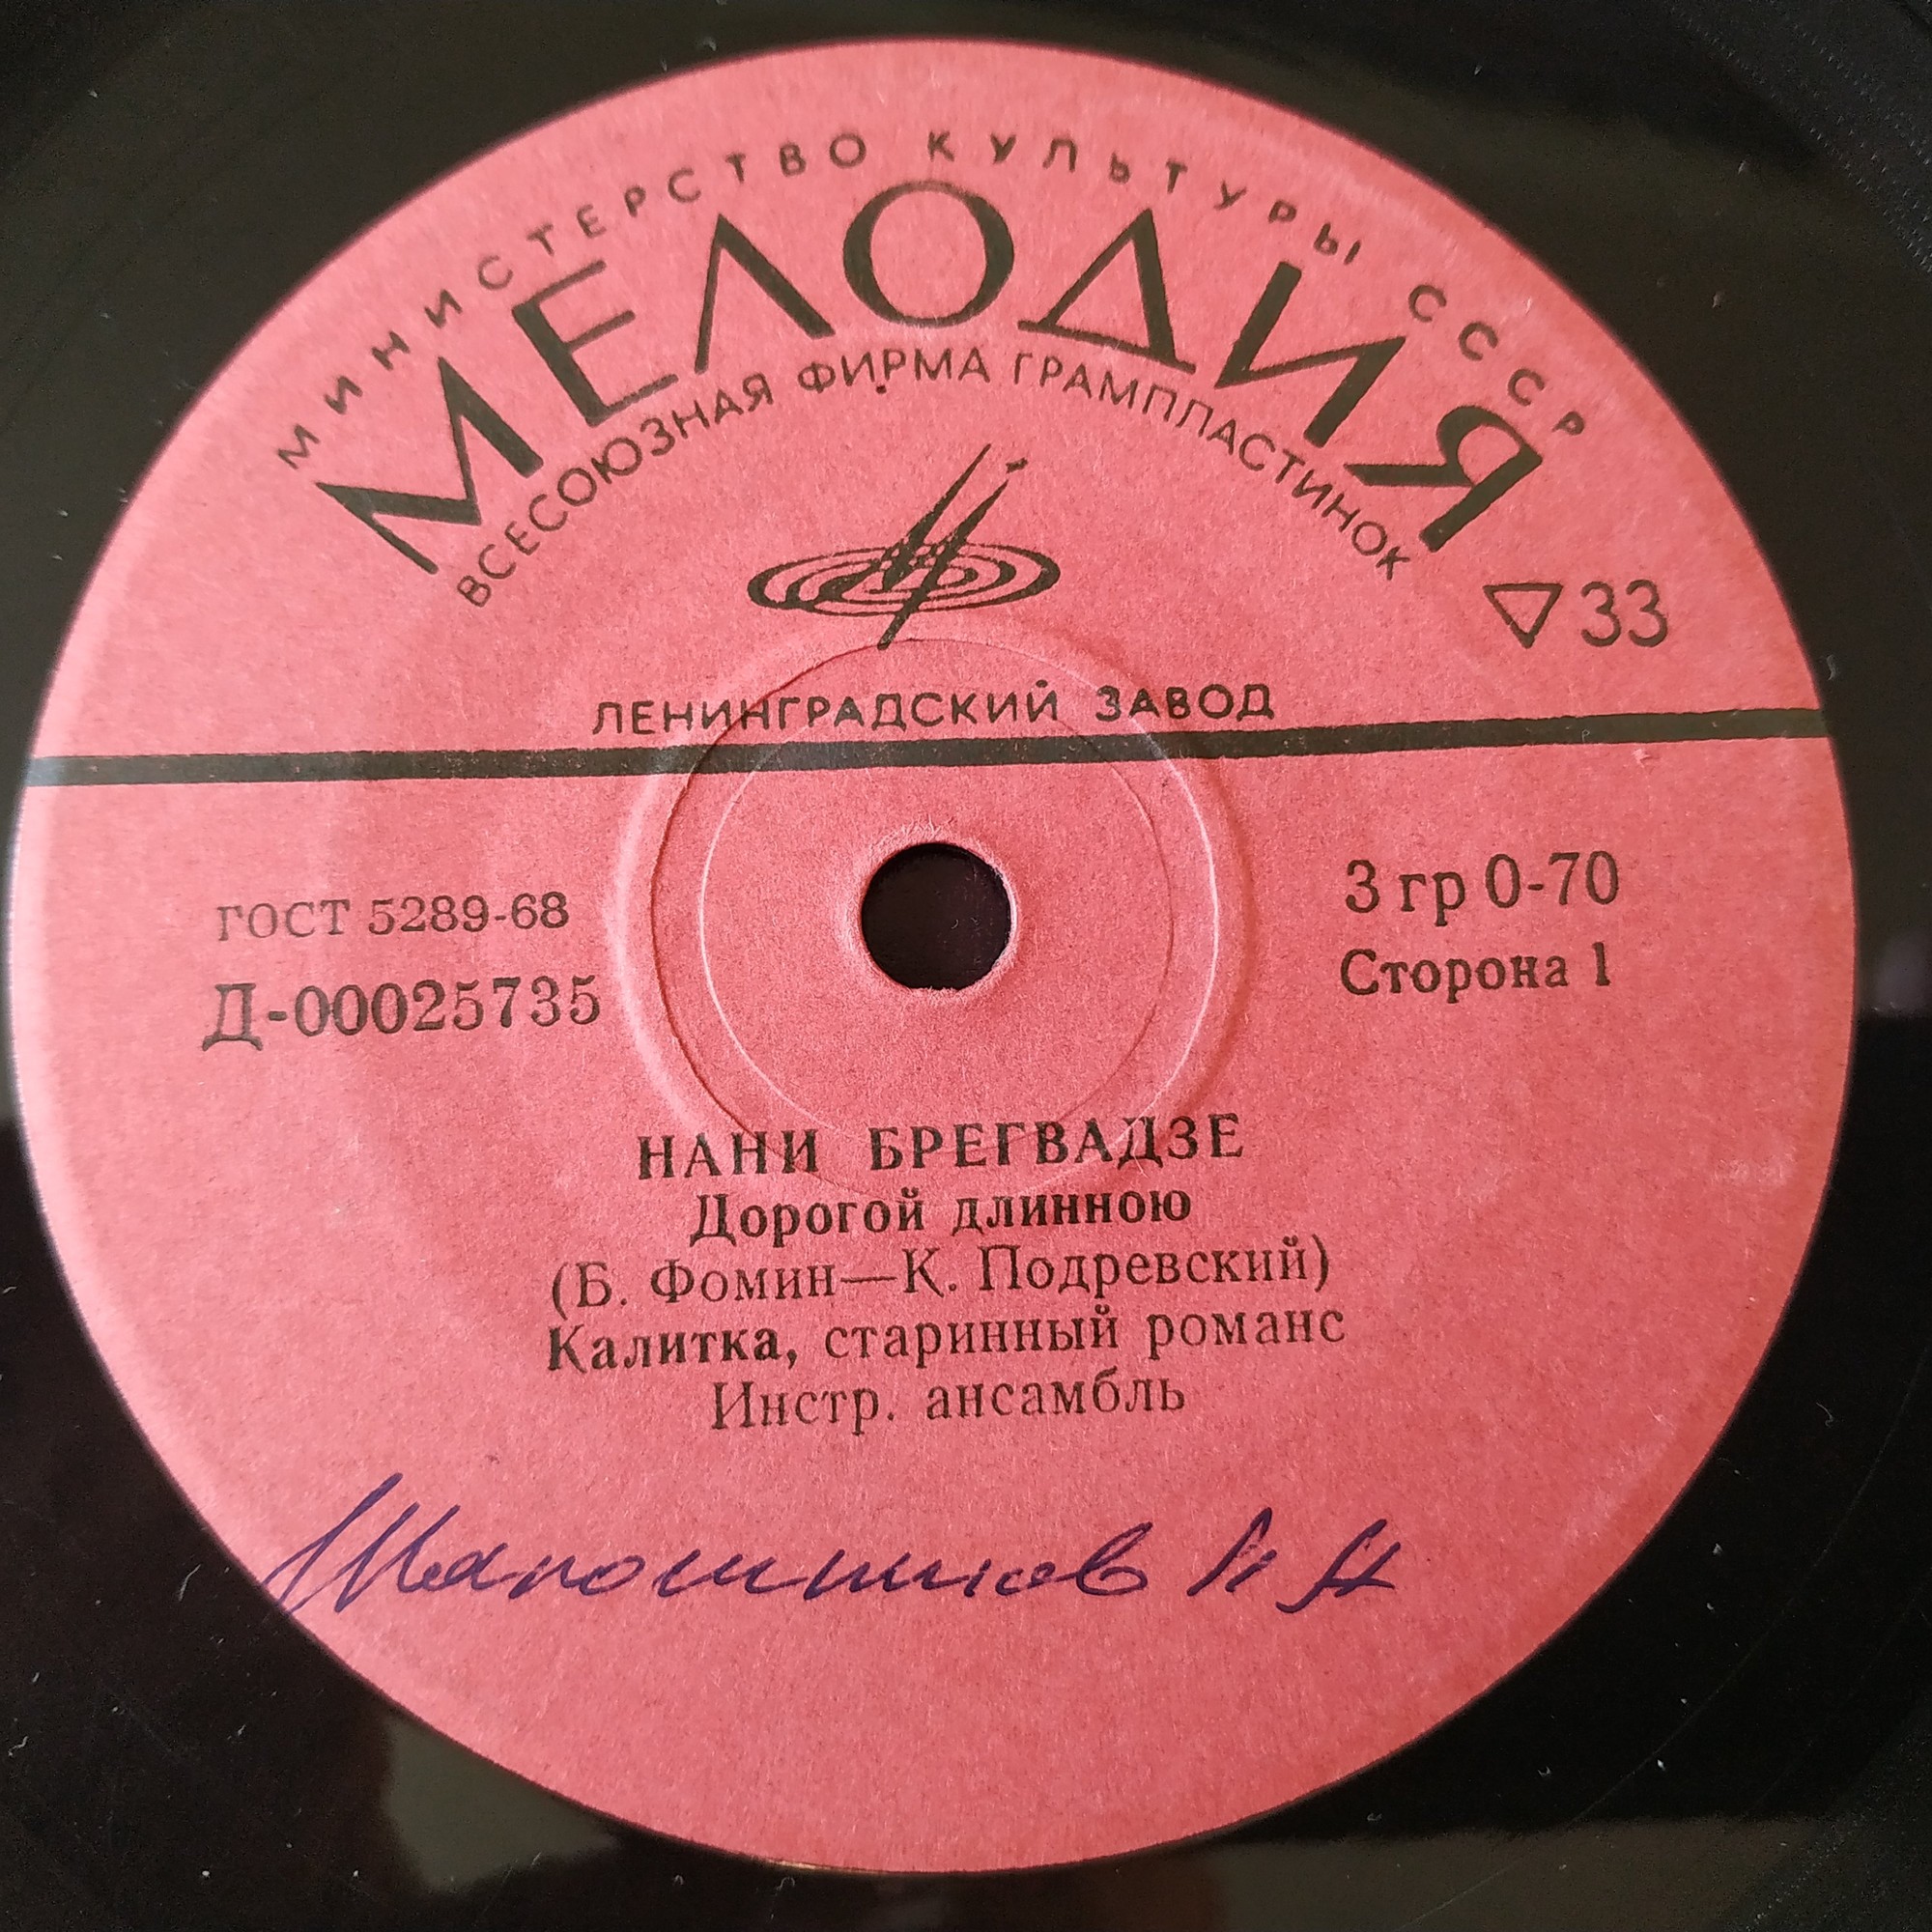 МИНИСТЕРСТВО КУЛЬТУРЫ СССР
МЕЛОДИЯ
ВСЕСОЮЗНАЯ ФИРМА ГРАМПЛАСТИНОК
33
ЛЕНИНГРАДСКИЙ ЗАВОД
ГОСТ 5289-68
Д-00025735
3 гр 0-70
Сторона 1
НАНИ БРЕГВАДЗЕ
Дорогой длинною
(Б. Фомин—К. Подревский)
Калитка, старинный романс
Инстр. ансамбль